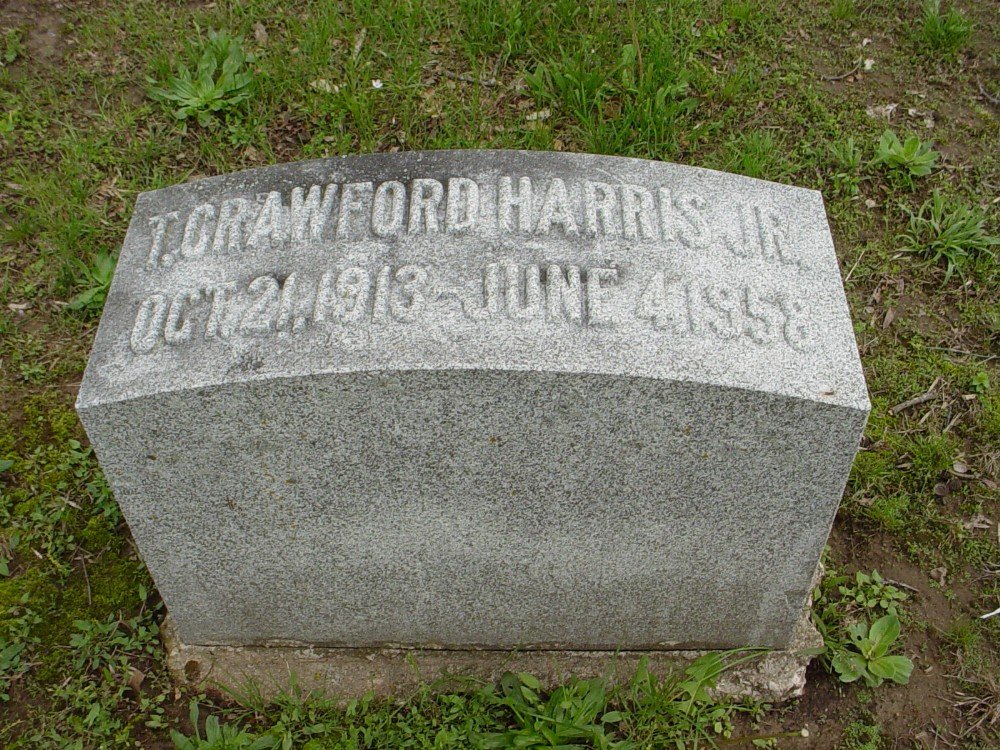 T. CRAWFORD HARRIS JR.
OCT. 21, 1913 - JUNE 4, 1958